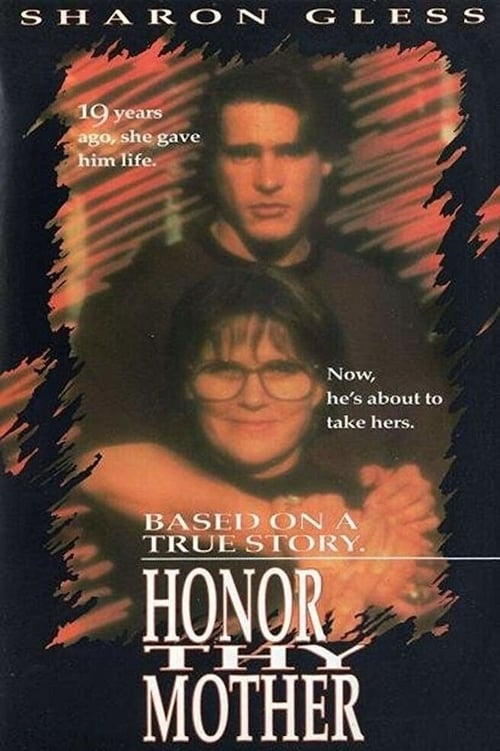 SHARON GLESS
19 years
ago, she gave
him life.
Now,
he's about to
take hers.
BASED ON A
TRUE STORY.
HONOR
THY
MOTHER